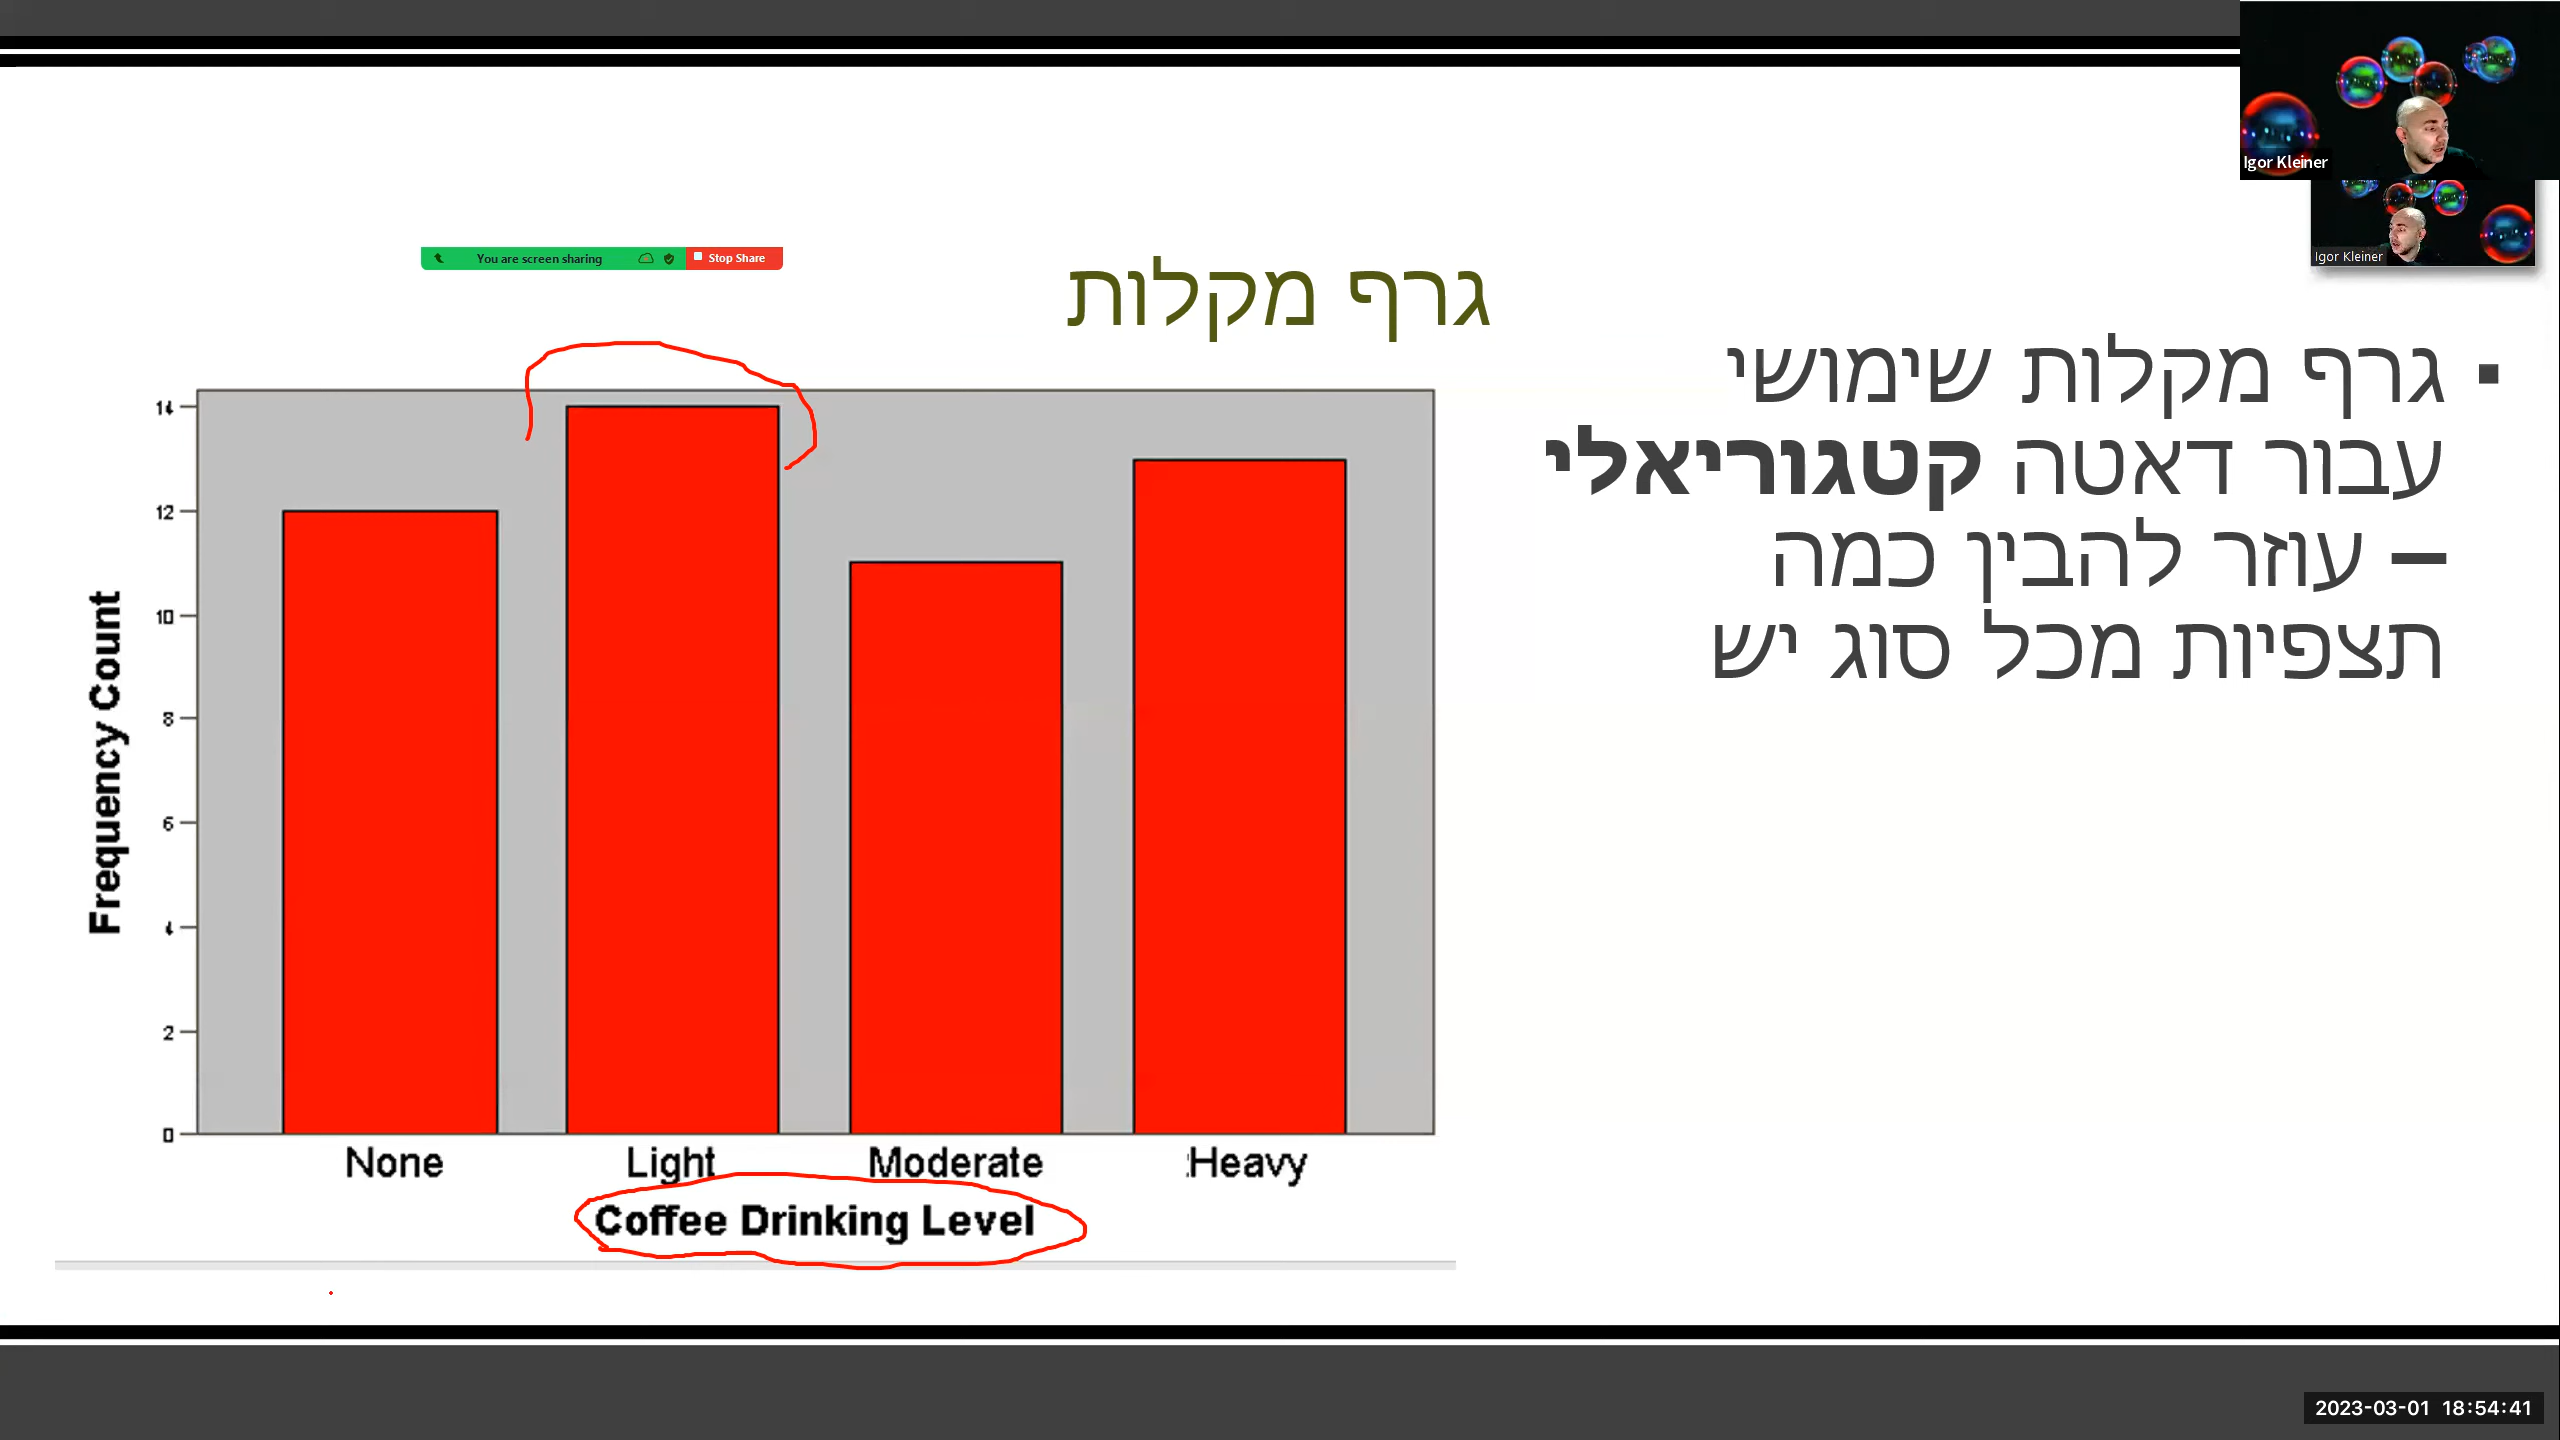 Igor Kleiner
Igor Kleiner
You are screen sharing
Stop Share
גרף מקלות
▪ גרף מקלות שימושי
עבור דאטה קטגוריאלי
– עוזר להבין כמה
תצפיות מכל סוג יש
Frequency Count
14
12
10
8
6
4
2
0
None Light Moderate Heavy
Coffee Drinking Level
2023-03-01 18:54:41